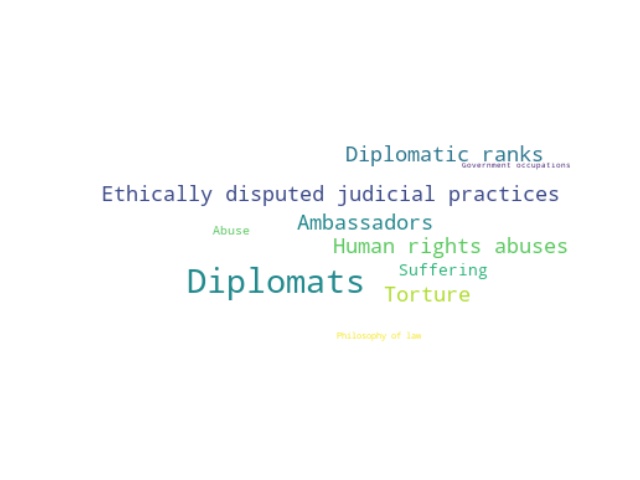 Diplomatic ranks
Government occupations
Ethically disputed judicial practices
Ambassadors
Abuse
Human rights abuses
Suffering
Diplomats
Torture
Philosophy of law